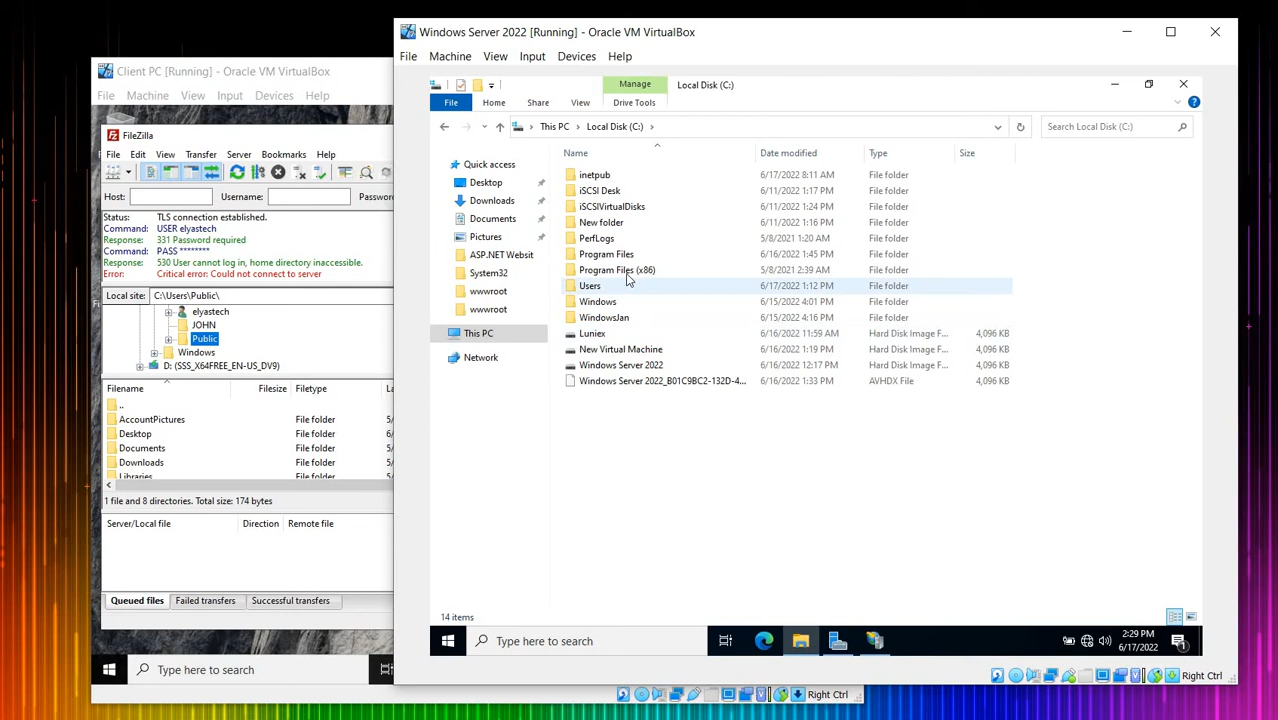 Windows Server 2022 [Running] - Oracle VM VirtualBox
File Machine View Input Devices Help
Manage Local Disk (C:)
File Home Share View Drive Tools
This PC Local Disk (C:)
Search Local Disk (C:)
Name Date modified Type Size
Quick access
Desktop
Downloads
Documents
Pictures
ASP.NET Websit
System32
wwwroot
wwwroot
This PC
Network
inetpub 6/17/2022 8:11 AM File folder
iSCSI Desk 6/11/2022 1:17 PM File folder
iSCSIVirtualDisks 6/11/2022 1:24 PM File folder
New folder 6/11/2022 1:16 PM File folder
PerfLogs 5/8/2021 1:20 AM File folder
Program Files 6/16/2022 1:45 PM File folder
Program Files (x86) 5/8/2021 2:39 AM File folder
Users 6/17/2022 1:12 PM File folder
Windows 6/15/2022 4:01 PM File folder
WindowsJan 6/15/2022 4:16 PM File folder
Luniex 6/16/2022 11:59 AM Hard Disk Image F... 4,096 KB
New Virtual Machine 6/16/2022 1:19 PM Hard Disk Image F... 4,096 KB
Windows Server 2022 6/16/2022 12:17 PM Hard Disk Image F... 4,096 KB
Windows Server 2022_B01C9BC2-132D-4... 6/16/2022 1:33 PM AVHDX File 4,096 KB
14 items
Type here to search
2:29 PM
6/17/2022
1
Right Ctrl
Client PC [Running] - Oracle VM VirtualBox
File Machine View Input Devices Help
FileZilla
File Edit View Transfer Server Bookmarks Help
Host: Username: Passwor
Status: TLS connection established.
Command: USER elyastech
Response: 331 Password required
Command: PASS ********
Response: 530 User cannot log in, home directory inaccessible.
Error: Critical error: Could not connect to server
Local site: C:\Users\Public\
elyastech
JOHN
Public
Windows
D: (SSS_X64FREE_EN-US_DV9)
Filename Filesize Filetype L
..
AccountPictures File folder 5/
Desktop File folder 6/
Documents File folder 5/
Downloads File folder 5/
Libraries File folder 5/
1 file and 8 directories. Total size: 174 bytes
Server/Local file Direction Remote file
Queued files Failed transfers Successful transfers
Type here to search
Right Ctrl